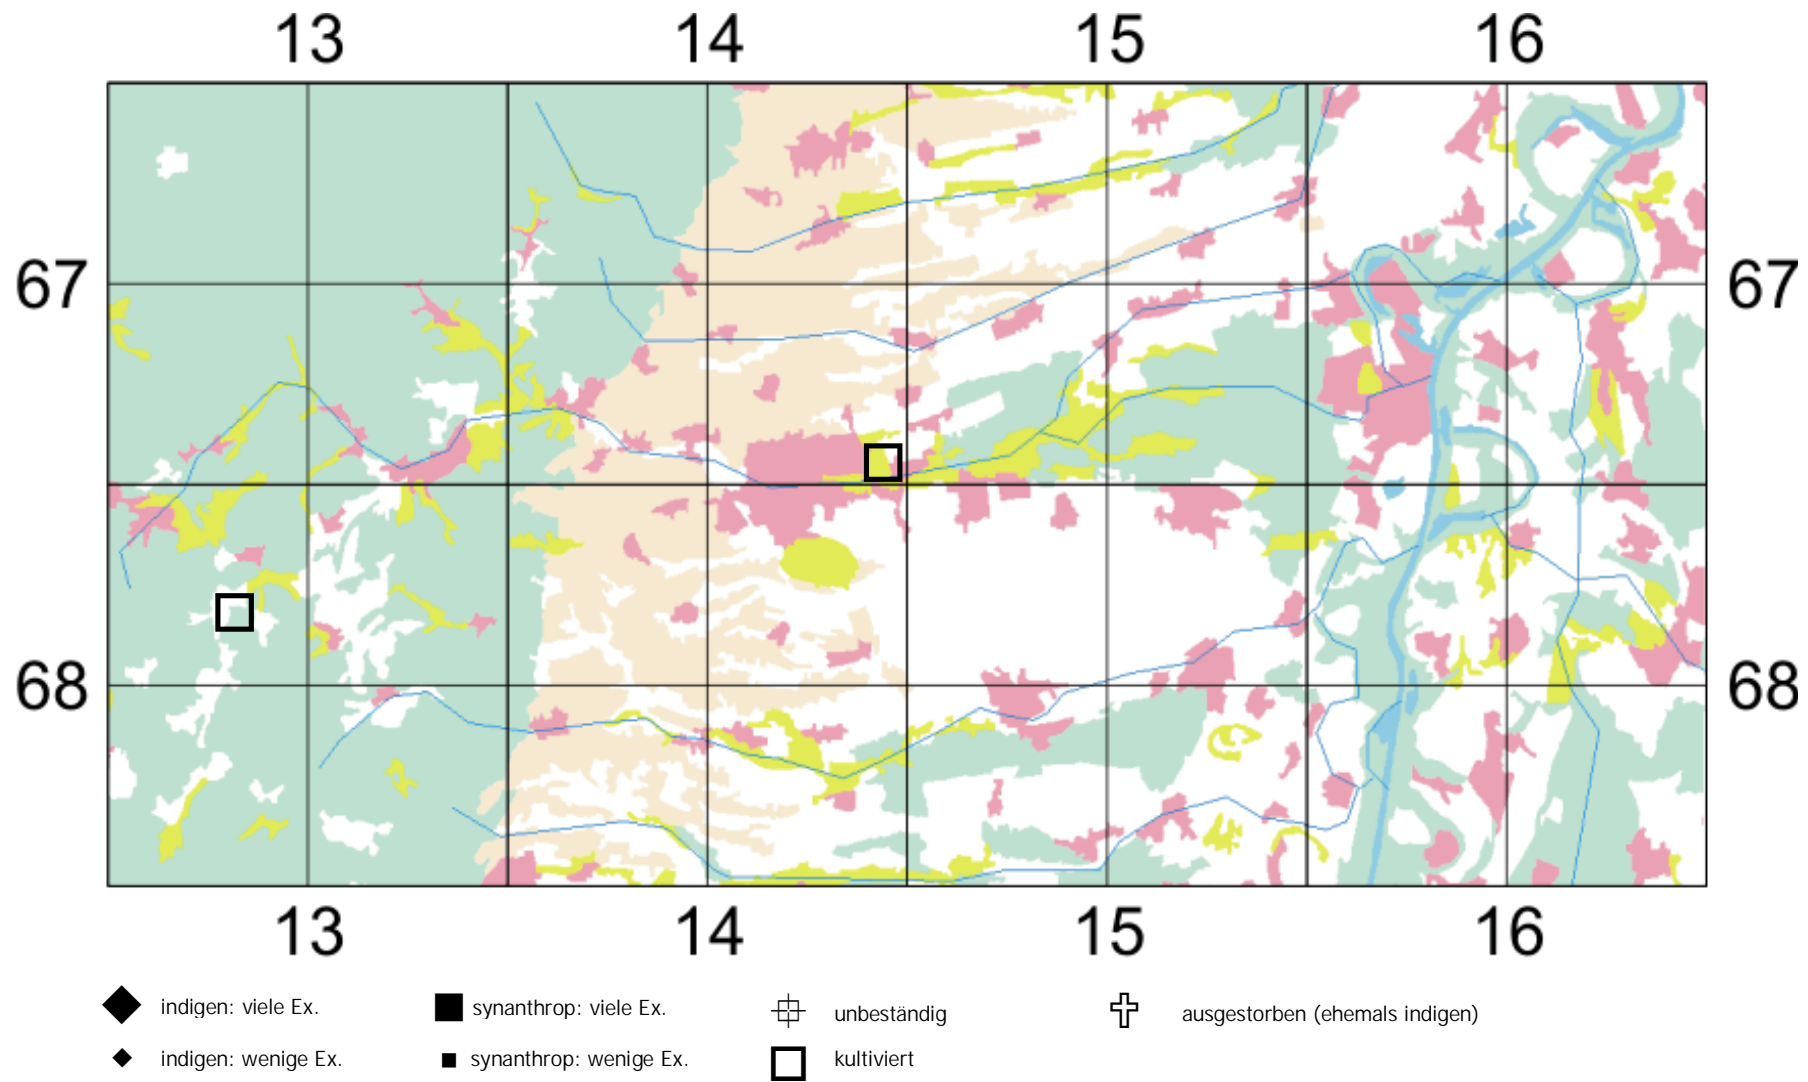 13 14 15 16
67 67
68 68
13 14 15 16
indigen: viele Ex. synanthrop: viele Ex. unbeständig ausgestorben (ehemals indigen)
indigen: wenige Ex. synanthrop: wenige Ex. kultiviert